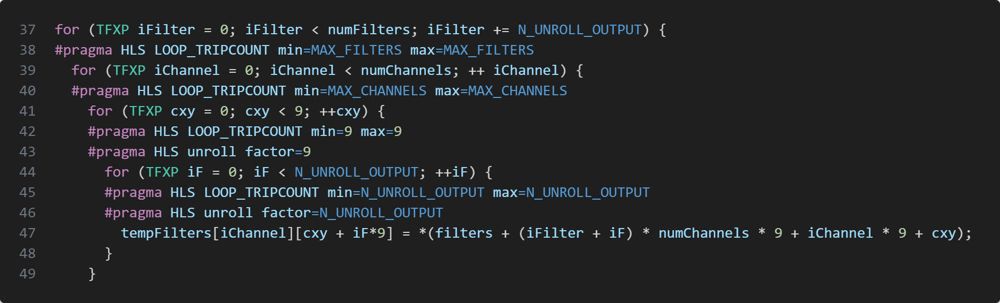 37 for (TFXP iFilter = 0; iFilter < numFilters; iFilter += N_UNROLL_OUTPUT) {
38 #pragma HLS LOOP_TRIPCOUNT min=MAX_FILTERS max=MAX_FILTERS
39   for (TFXP iChannel = 0; iChannel < numChannels; ++ iChannel) {
40   #pragma HLS LOOP_TRIPCOUNT min=MAX_CHANNELS max=MAX_CHANNELS
41     for (TFXP cxy = 0; cxy < 9; ++cxy) {
42     #pragma HLS LOOP_TRIPCOUNT min=9 max=9
43     #pragma HLS unroll factor=9
44       for (TFXP iF = 0; iF < N_UNROLL_OUTPUT; ++iF) {
45       #pragma HLS LOOP_TRIPCOUNT min=N_UNROLL_OUTPUT max=N_UNROLL_OUTPUT
46       #pragma HLS unroll factor=N_UNROLL_OUTPUT
47         tempFilters[iChannel][cxy + iF*9] = *(filters + (iFilter + iF) * numChannels * 9 + iChannel * 9 + cxy);
48       }
49     }